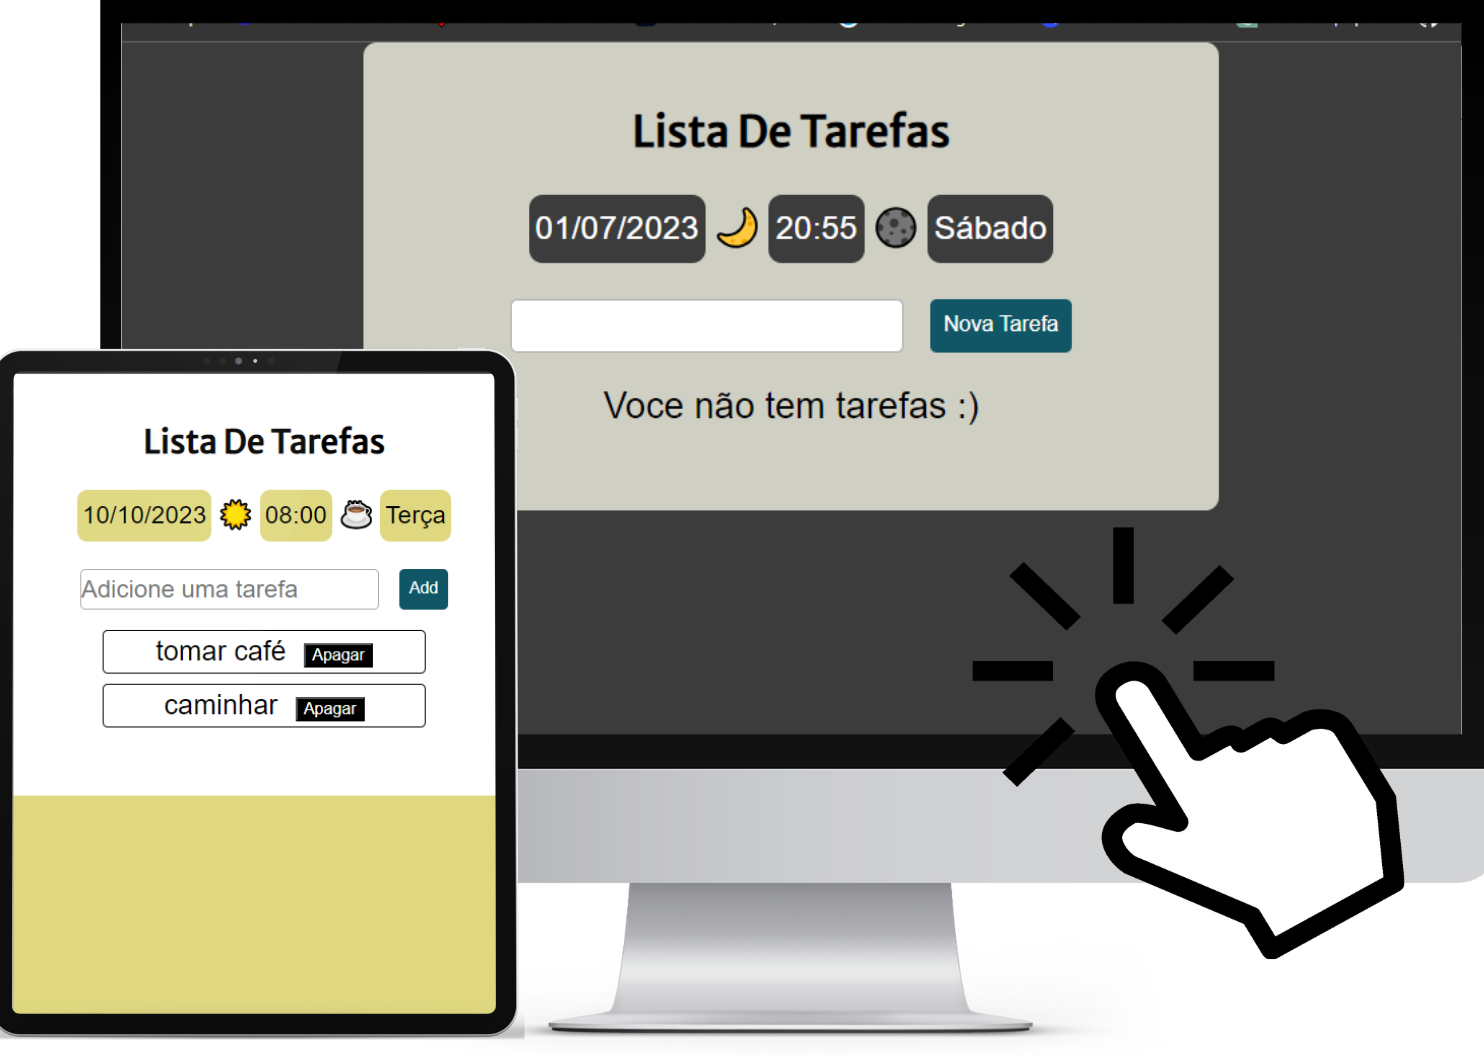 Lista De Tarefas
01/07/2023 20:55 Sábado
Nova Tarefa
Voce não tem tarefas :)
Lista De Tarefas
10/10/2023 08:00 Terça
Adicione uma tarefa Add
tomar café Apagar
caminhar Apagar